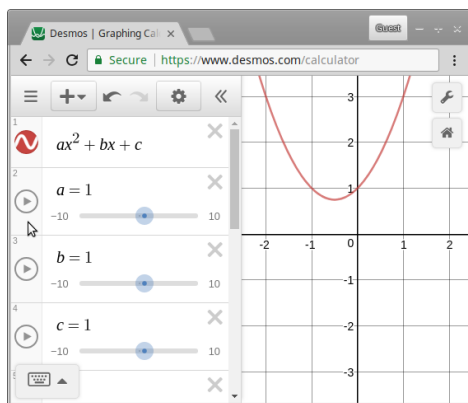 Desmos | Graphing Cal
Guest
Secure | https://www.desmos.com/calculator
1
ax² + bx + c
2
a = 1
-10 10
3
b = 1
-10 10
4
c = 1
-10 10
3
2
1
-2 -1 0 1 2
-1
-2
-3